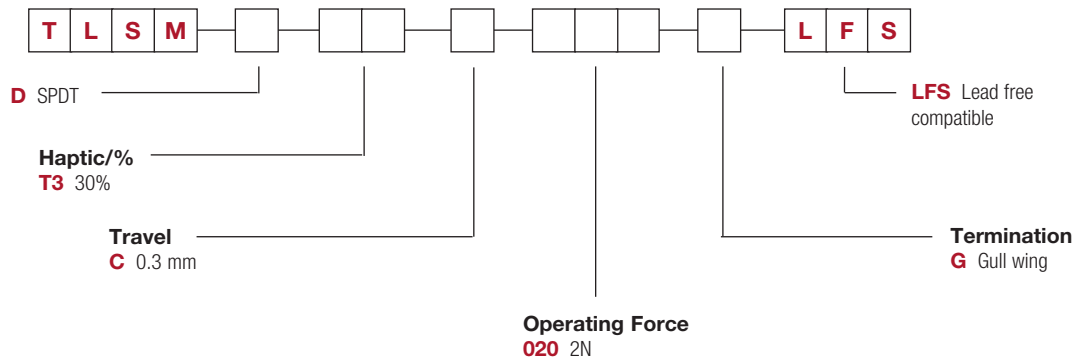 T L S M L F S
D SPDT
LFS Lead free
compatible
Haptic/%
T3 30%
Travel
C 0.3 mm
Termination
G Gull wing
Operating Force
020 2N